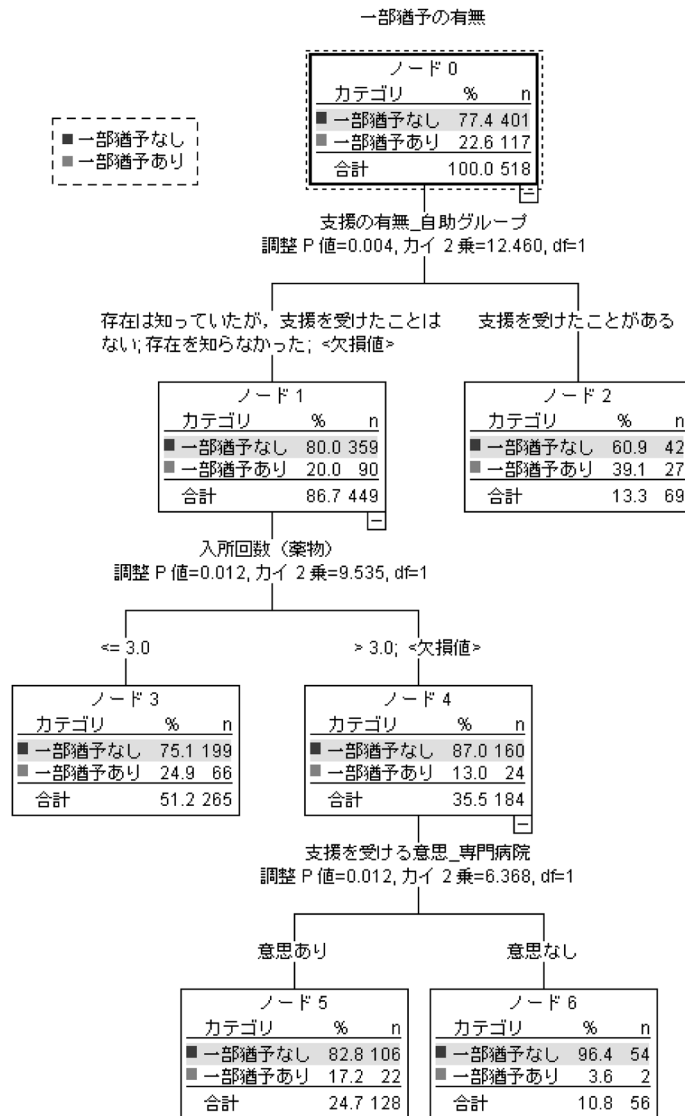 一部猶予の有無
ノード 0
カテゴリ % n
一部猶予なし 77.4 401
一部猶予あり 22.6 117
合計 100.0 518
一部猶予なし
一部猶予あり
支援の有無_自助グループ
調整 P 値=0.004, カイ 2 乗=12.460, df=1
存在は知っていたが，支援を受けたことは
ない; 存在を知らなかった; <欠損値>
支援を受けたことがある
ノード 1
カテゴリ % n
一部猶予なし 80.0 359
一部猶予あり 20.0 90
合計 86.7 449
ノード 2
カテゴリ % n
一部猶予なし 60.9 42
一部猶予あり 39.1 27
合計 13.3 69
入所回数（薬物）
調整 P 値=0.012, カイ 2 乗=9.535, df=1
<= 3.0
> 3.0; <欠損値>
ノード 3
カテゴリ % n
一部猶予なし 75.1 199
一部猶予あり 24.9 66
合計 51.2 265
ノード 4
カテゴリ % n
一部猶予なし 87.0 160
一部猶予あり 13.0 24
合計 35.5 184
支援を受ける意思_専門病院
調整 P 値=0.012, カイ 2 乗=6.368, df=1
意思あり
意思なし
ノード 5
カテゴリ % n
一部猶予なし 82.8 106
一部猶予あり 17.2 22
合計 24.7 128
ノード 6
カテゴリ % n
一部猶予なし 96.4 54
一部猶予あり 3.6 2
合計 10.8 56